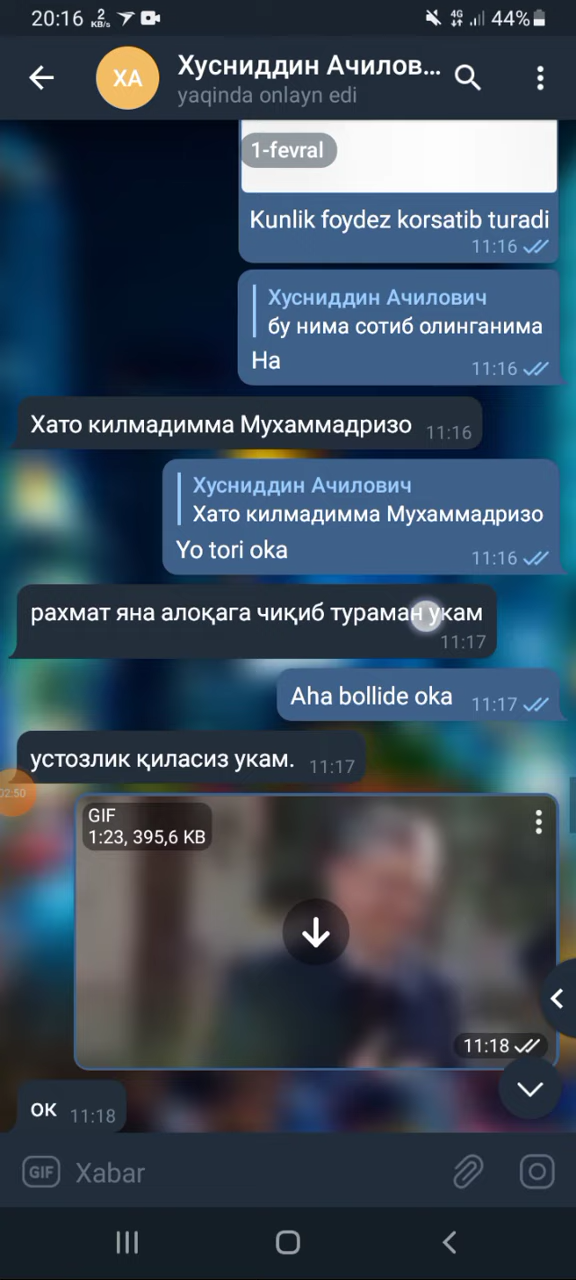 20:16 2 KB/s 4G 44%
ХА
Хусниддин Ачилов...
yaqinda onlayn edi
1-fevral
Kunlik foydez korsatib turadi
11:16
Хусниддин Ачилович
бу нима сотиб олинганима
На
11:16
Хато килмадимма Мухаммадризо 11:16
Хусниддин Ачилович
Хато килмадимма Мухаммадризо
Yo tori oka
11:16
рахмат яна алоқага чиқиб тураман укам
11:17
Aha bollide oka 11:17
устозлик қиласиз укам. 11:17
02:50
GIF
1:23, 395,6 KB
11:18
ок 11:18
GIF Xabar